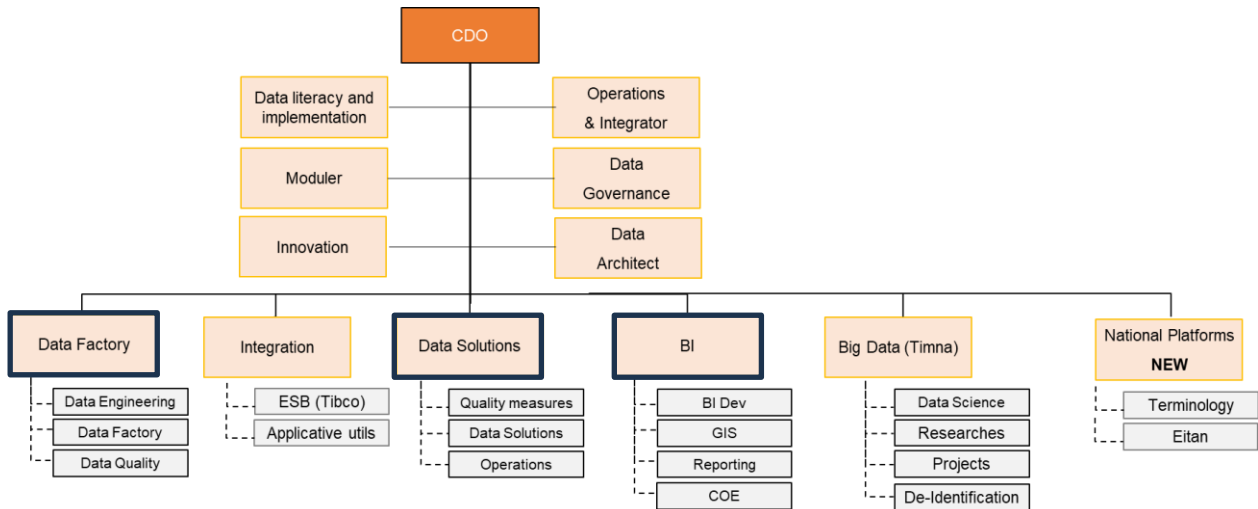 CDO
Data literacy and
implementation
Operations
& Integrator
Moduler
Data
Governance
Innovation
Data
Architect
Data Factory
Integration
Data Solutions
BI
Big Data (Timna)
National Platforms
NEW
Data Engineering
Data Factory
Data Quality
ESB (Tibco)
Applicative utils
Quality measures
Data Solutions
Operations
BI Dev
GIS
Reporting
COE
Data Science
Researches
Projects
De-Identification
Terminology
Eitan